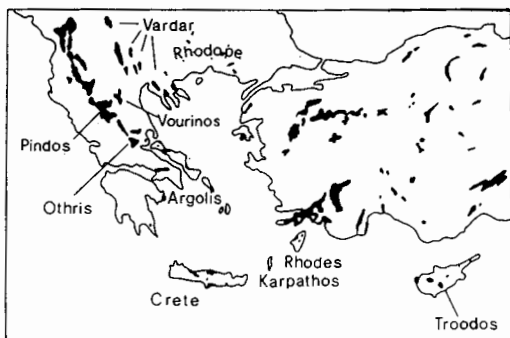 Vardar
Rhodope
Vourinos
Pindos
Othris
Argolis
Rhodes
Karpathos
Crete
Troodos